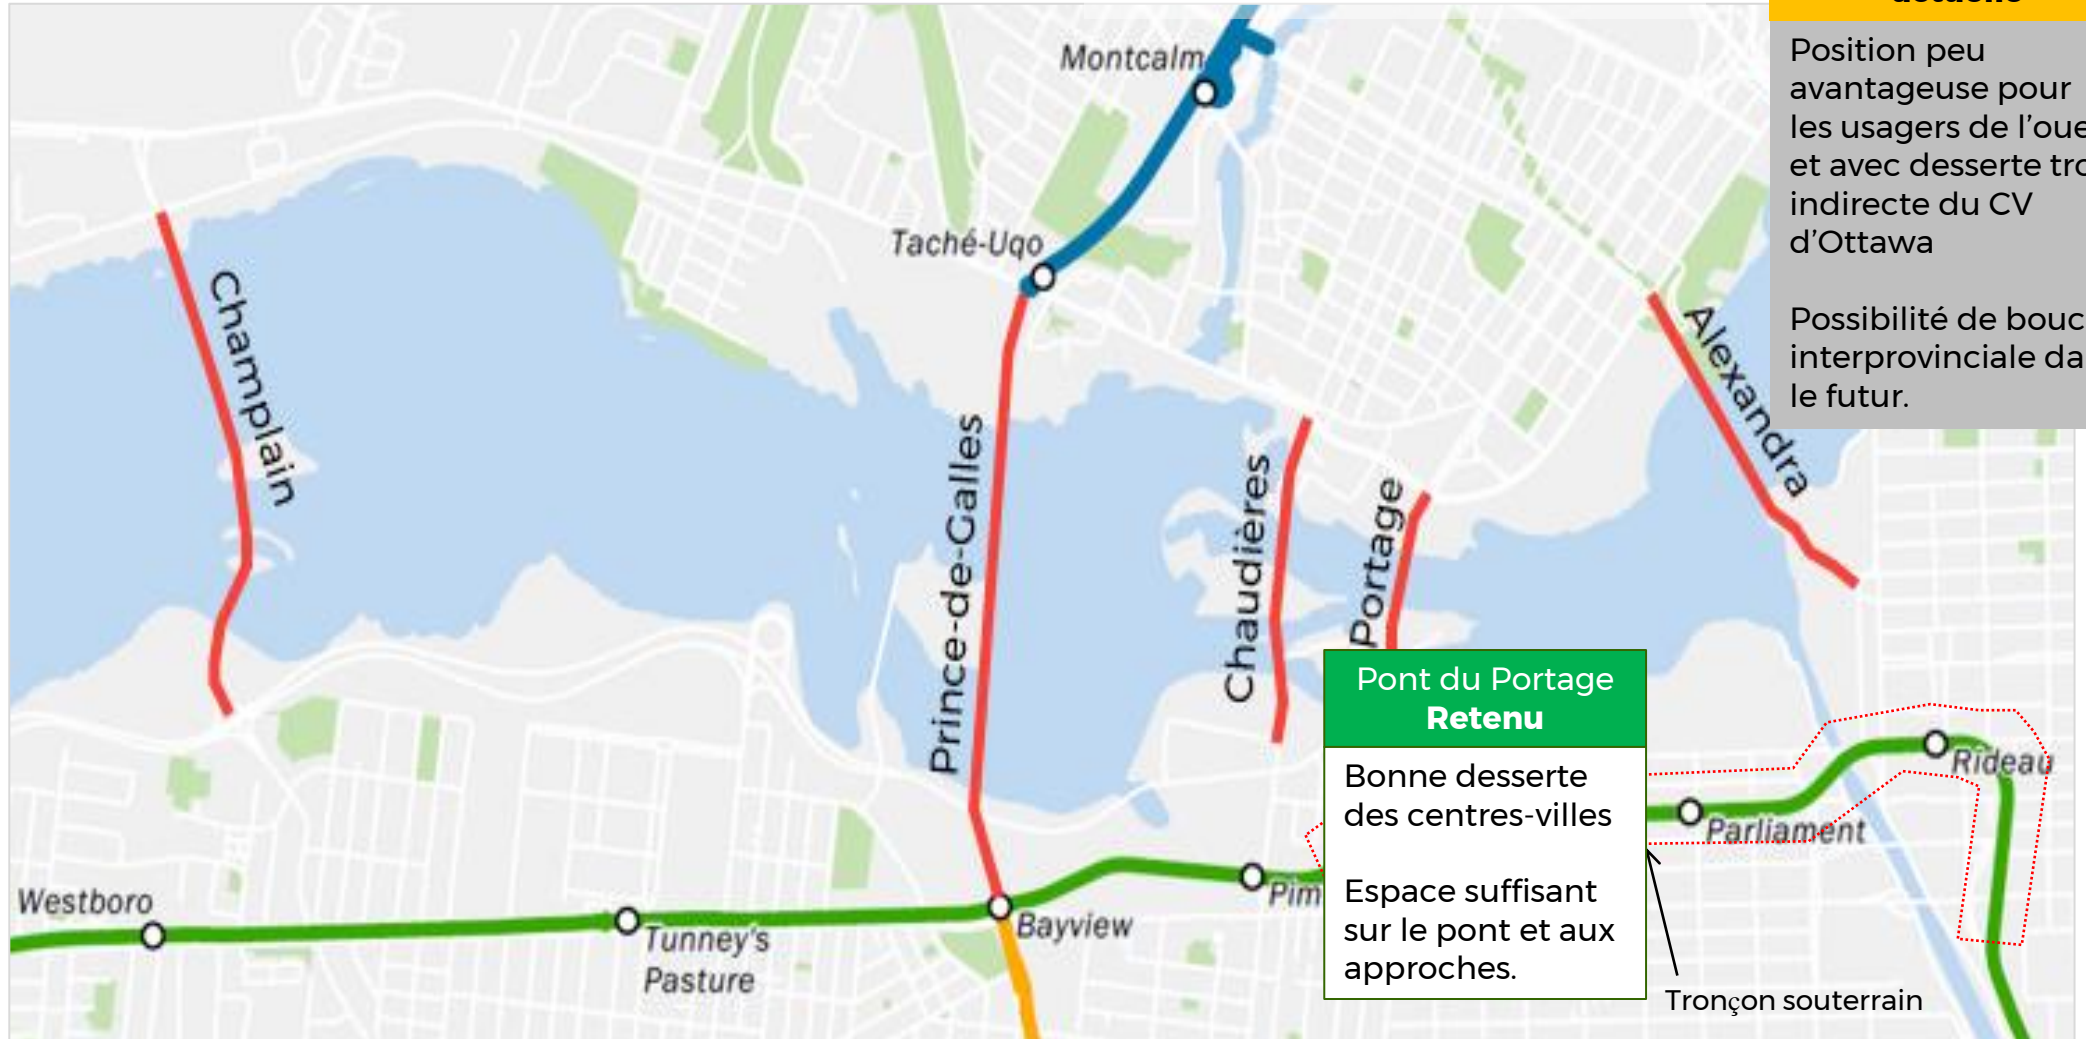 Montcalm
Position peu
avantageuse pour
les usagers de l'oue
et avec desserte tro
indirecte du CV
d'Ottawa
Possibilité de bouc
interprovinciale da
le futur.
Taché-Uqo
Champlain
Prince-de-Galles
Chaudières
Portage
Alexandra
Pont du Portage
Retenu
Bonne desserte
des centres-villes
Espace suffisant
sur le pont et aux
approches.
Rideau
Parliament
Pim
Bayview
Tunney's
Pasture
Westboro
Tronçon souterrain